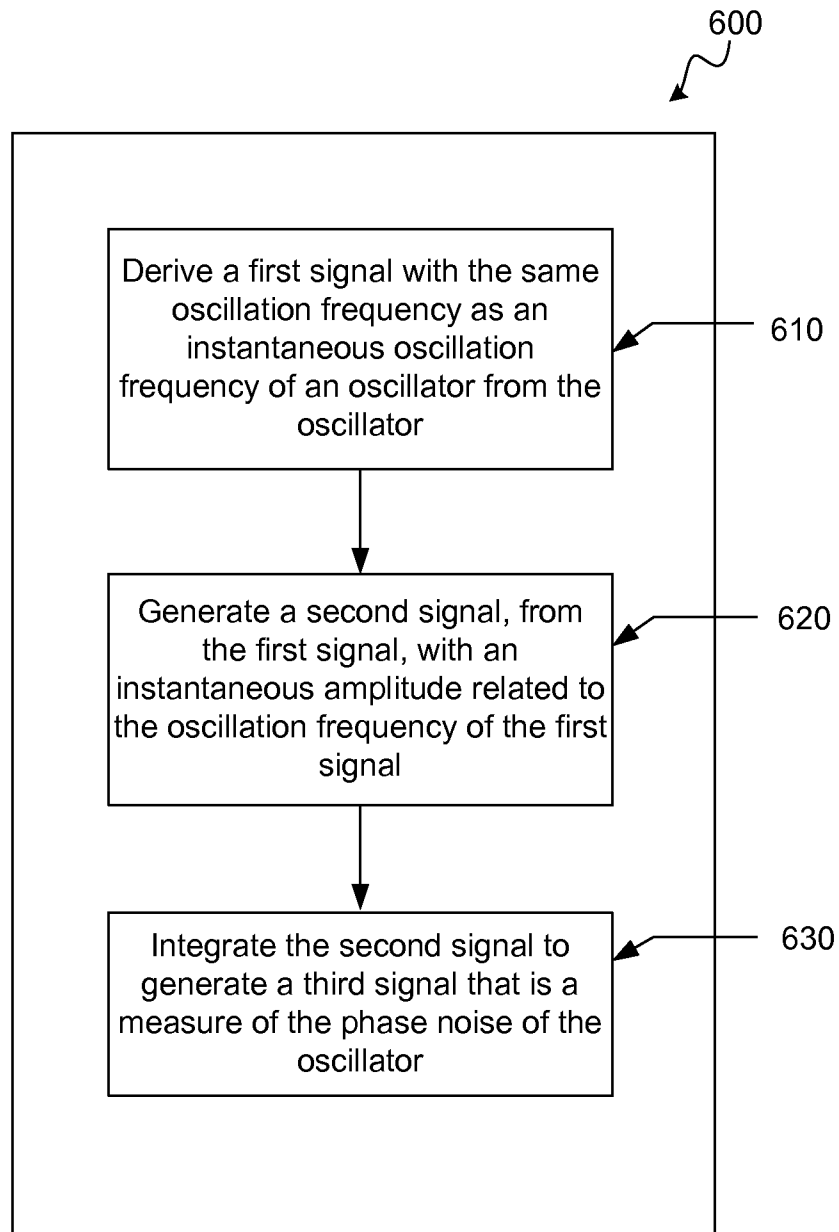 600
Derive a first signal with the same
oscillation frequency as an
instantaneous oscillation
frequency of an oscillator from the
oscillator
610
Generate a second signal, from
the first signal, with an
instantaneous amplitude related to
the oscillation frequency of the first
signal
620
Integrate the second signal to
generate a third signal that is a
measure of the phase noise of the
oscillator
630